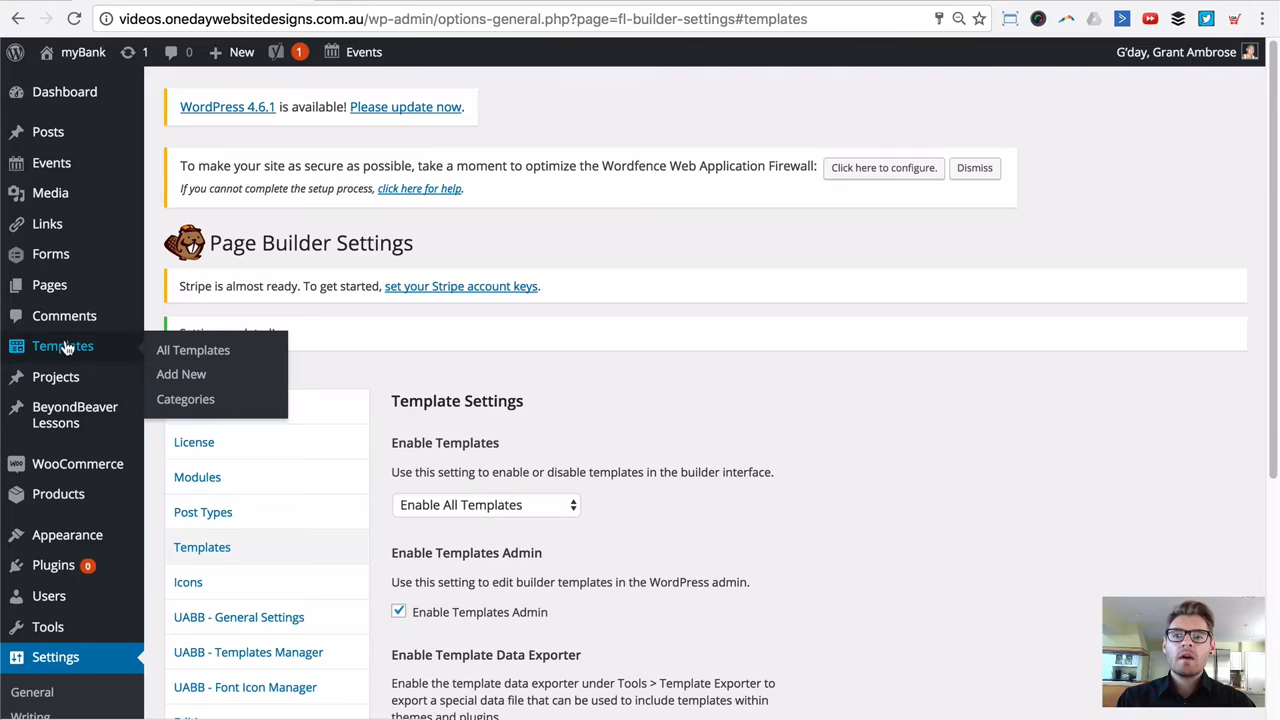 videos.onedaywebsitedesigns.com.au/wp-admin/options-general.php?page=fl-builder-settings#templates
myBank 1 0 New 1 Events G'day, Grant Ambrose
Dashboard
Posts
Events
Media
Links
Forms
Pages
Comments
Templates
Projects
BeyondBeaver
Lessons
WooCommerce
Products
Appearance
Plugins 0
Users
Tools
Settings
General
Writing
All Templates
Add New
Categories
WordPress 4.6.1 is available! Please update now.
To make your site as secure as possible, take a moment to optimize the Wordfence Web Application Firewall: Click here to configure. Dismiss
If you cannot complete the setup process, click here for help.
Page Builder Settings
Stripe is almost ready. To get started, set your Stripe account keys.
License
Modules
Post Types
Templates
Icons
UABB - General Settings
UABB - Templates Manager
UABB - Font Icon Manager
Template Settings
Enable Templates
Use this setting to enable or disable templates in the builder interface.
Enable All Templates
Enable Templates Admin
Use this setting to edit builder templates in the WordPress admin.
Enable Templates Admin
Enable Template Data Exporter
Enable the template data exporter under Tools > Template Exporter to
export a special data file that can be used to include templates within
themes and plugins.